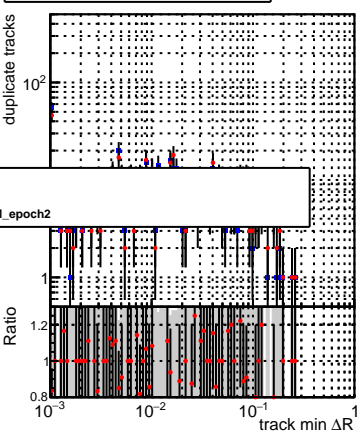 duplicate tracks
10²
l_epoch2
1
Ratio
1.2
1
0.8
10⁻³
10⁻²
10⁻¹
1
track min ΔR